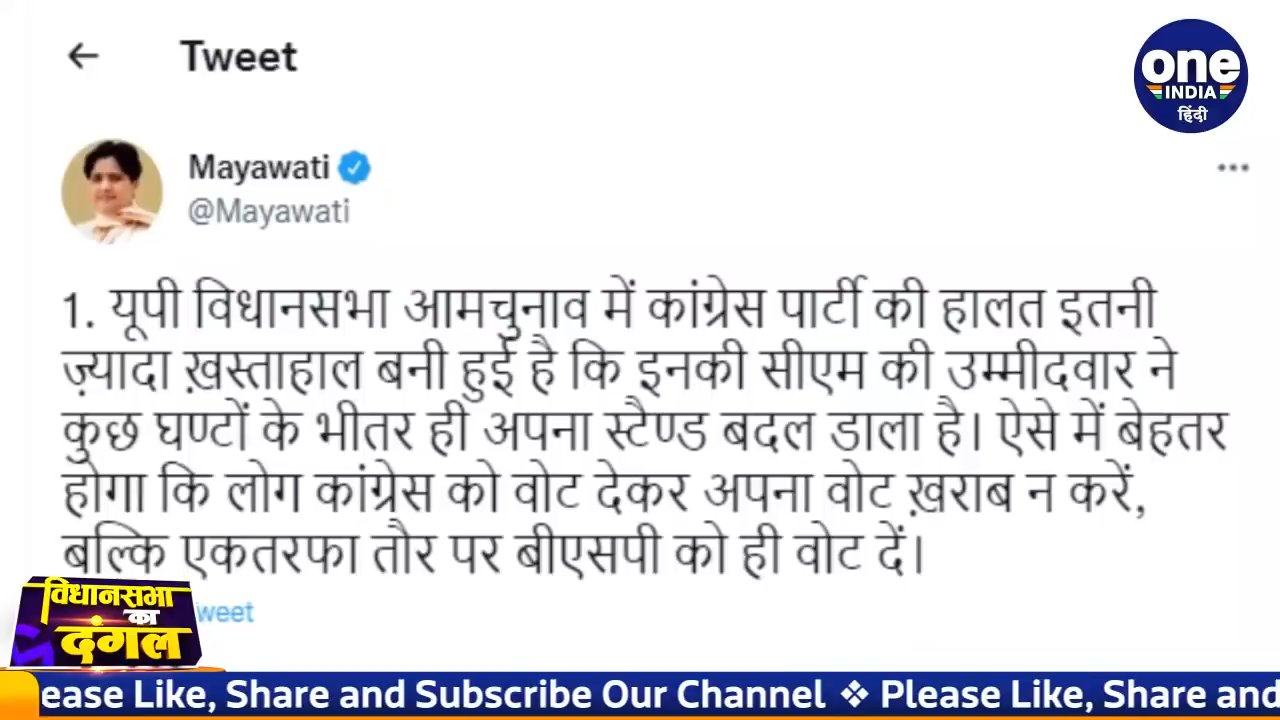 Tweet
one
INDIA
हिंदी
Mayawati
@Mayawati
1. यूपी विधानसभा आमचुनाव में कांग्रेस पार्टी की हालत इतनी
ज़्यादा ख़स्ताहाल बनी हुई है कि इनकी सीएम की उम्मीदवार ने
कुछ घण्टों के भीतर ही अपना स्टैण्ड बदल डाला है। ऐसे में बेहतर
होगा कि लोग कांग्रेस को वोट देकर अपना वोट ख़राब न करें,
बल्कि एकतरफा तौर पर बीएसपी को ही वोट दें।
विधानसभा
का
दंगल
weet
ease Like, Share and Subscribe Our Channel ❖ Please Like, Share and